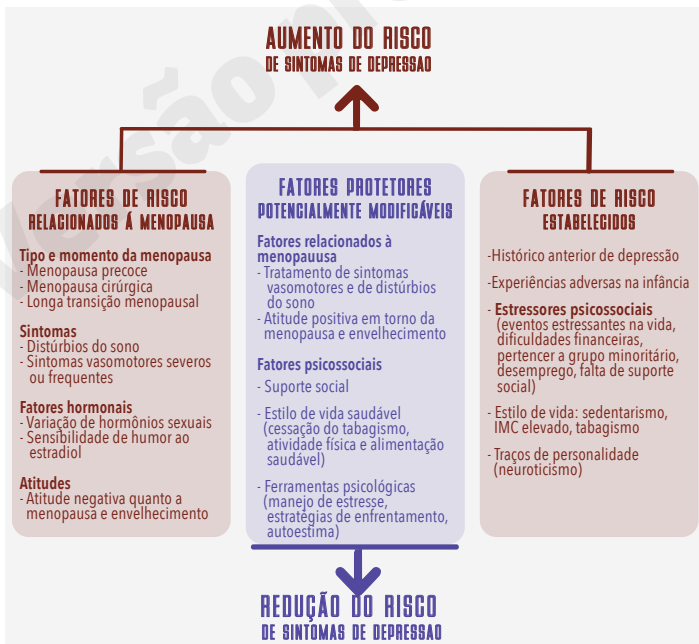 AUMENTO DO RISCO
DE SINTOMAS DE DEPRESSAO
FATORES DE RISCO
RELACIONADOS Á MENOPAUSA
Tipo e momento da menopausa
- Menopausa precoce
- Menopausa cirúrgica
- Longa transição menopausal
Sintomas
- Distúrbios do sono
- Sintomas vasomotores severos
ou frequentes
Fatores hormonais
- Variação de hormônios sexuais
- Sensibilidade de humor ao
estradiol
Atitudes
- Atitude negativa quanto a
menopausa e envelhecimento
FATORES PROTETORES
POTENCIALMENTE MODIFICÁVEIS
Fatores relacionados à
menopauusa
- Tratamento de sintomas
vasomotores e de distúrbios
do sono
- Atitude positiva em torno da
menopausa e envelhecimento
Fatores psicossociais
- Suporte social
- Estilo de vida saudável
(cessação do tabagismo,
atividade física e alimentação
saudável)
- Ferramentas psicológicas
(manejo de estresse,
estratégias de enfrentamento,
autoestima)
FATORES DE RISCO
ESTABELECIDOS
-Histórico anterior de depressão
-Experiências adversas na infância
- Estressores psicossociais
(eventos estressantes na vida,
dificuldades financeiras,
pertencer a grupo minoritário,
desemprego, falta de suporte
social)
- Estilo de vida: sedentarismo,
IMC elevado, tabagismo
- Traços de personalidade
(neuroticismo)
REDUÇÃO DO RISCO
DE SINTOMAS DE DEPRESSAO
Versão